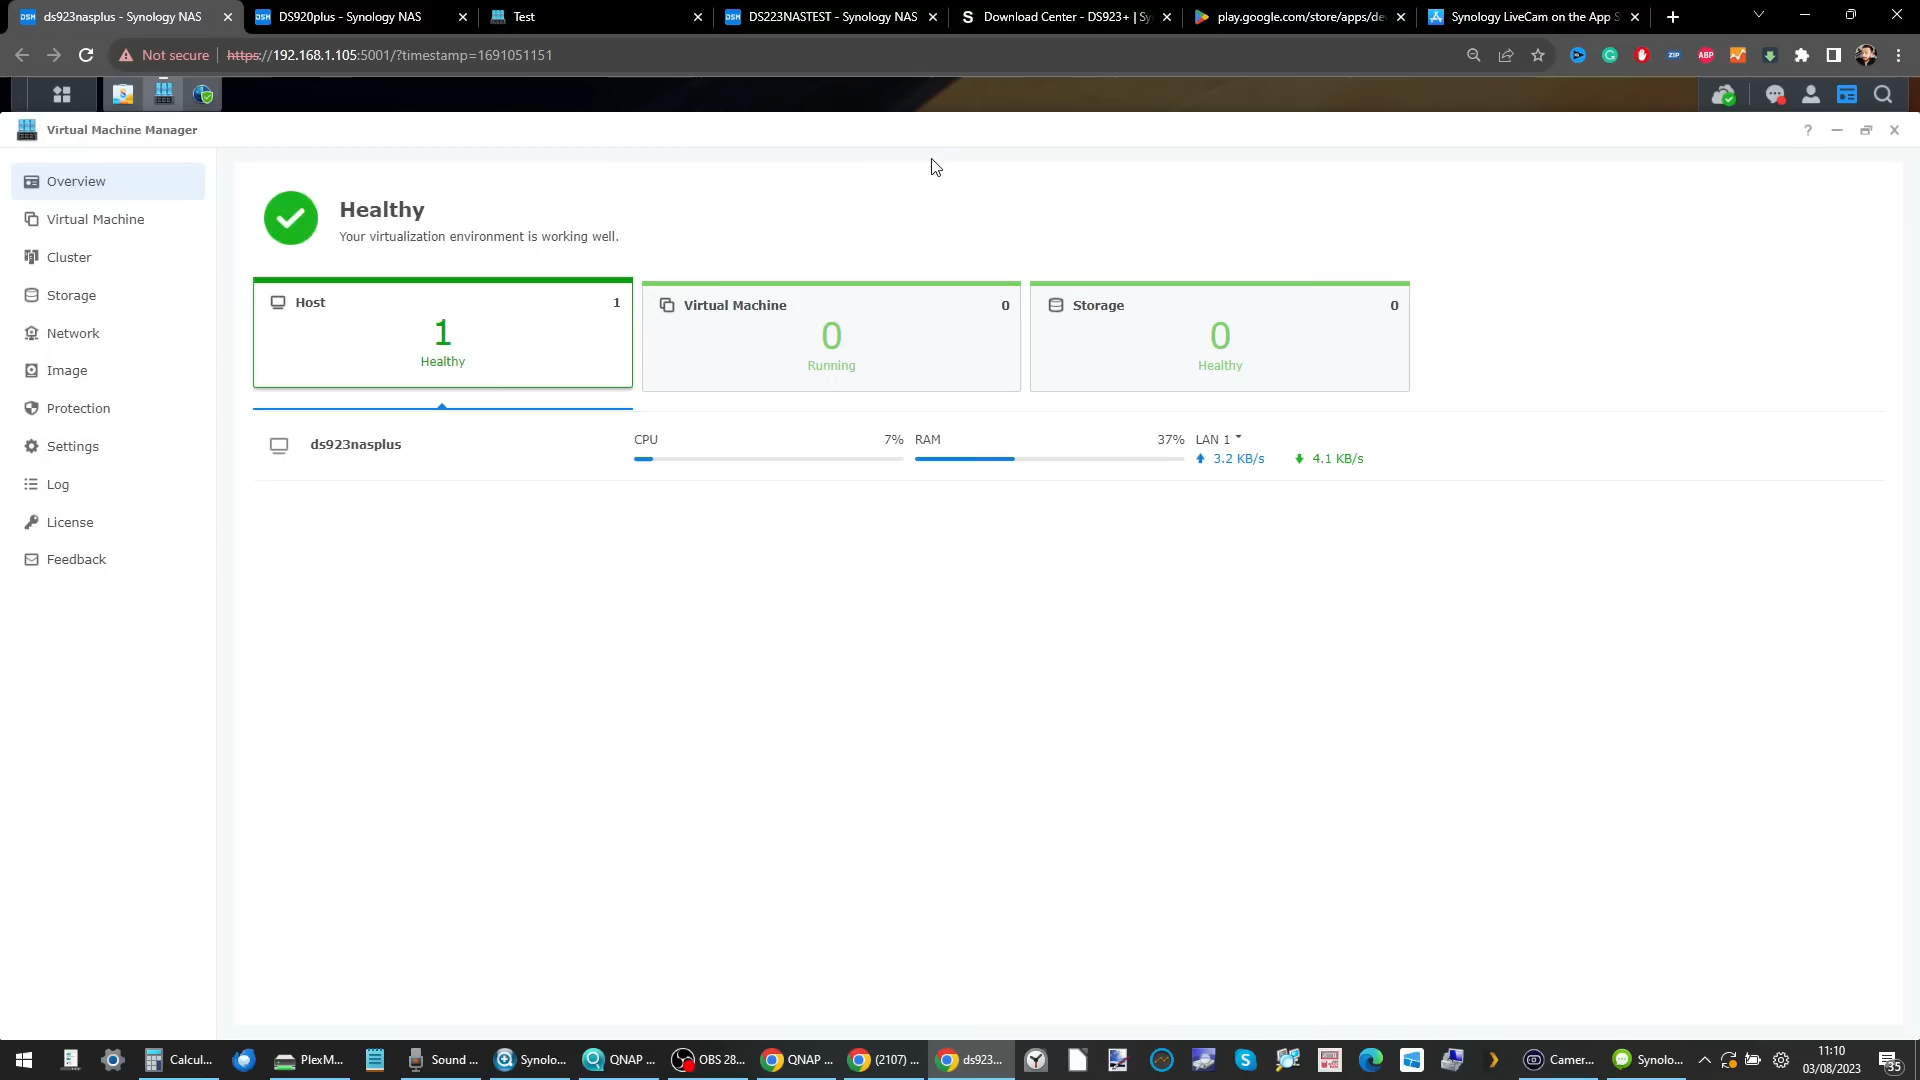 ds923nasplus - Synology NAS
DS920plus - Synology NAS
Test
DS223NASTEST - Synology NAS
Download Center - DS923+ | Sy
play.google.com/store/apps/de
Synology LiveCam on the App S
Not secure
https://192.168.1.105:5001/?timestamp=1691051151
ZIP
ABP
Virtual Machine Manager
?
Overview
Virtual Machine
Cluster
Storage
Network
Image
Protection
Settings
Log
License
Feedback
Healthy
Your virtualization environment is working well.
Host 1
1
Healthy
Virtual Machine 0
0
Running
Storage 0
0
Healthy
ds923nasplus
CPU 7%
RAM 37%
LAN 1
3.2 KB/s 4.1 KB/s
Calcul...
PlexM...
Sound ...
Synolo...
QNAP ...
OBS 28...
QNAP ...
(2107) ...
ds923...
Camer...
Synolo...
11:10
03/08/2023
35